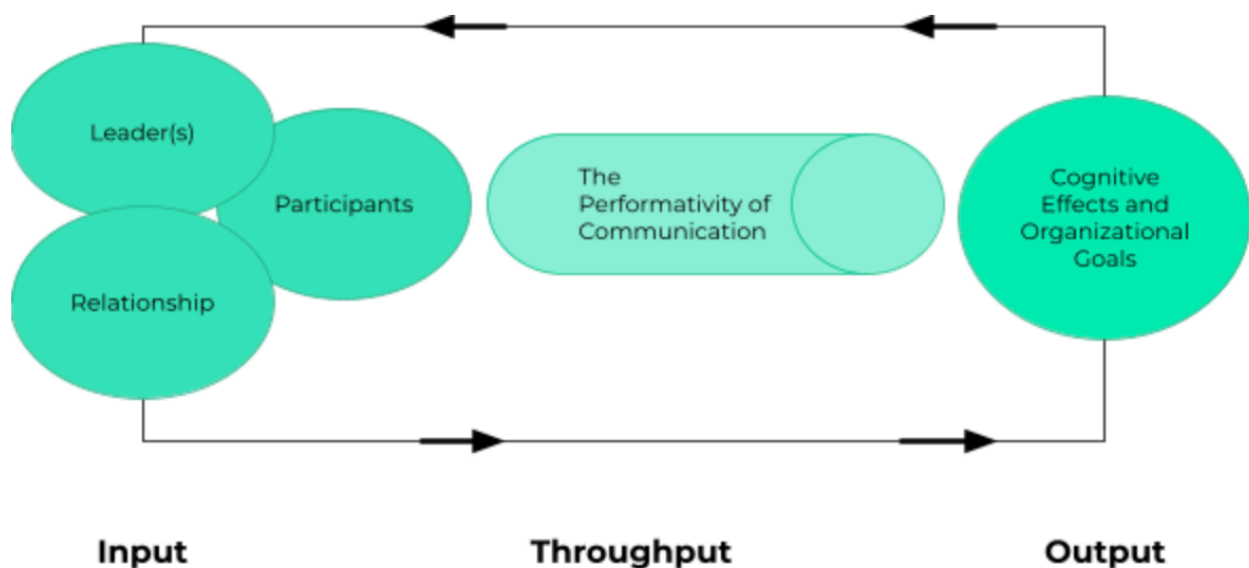 Leader(s)
Participants
Relationship
The
Performativity of
Communication
Cognitive
Effects and
Organizational
Goals
Input
Throughput
Output